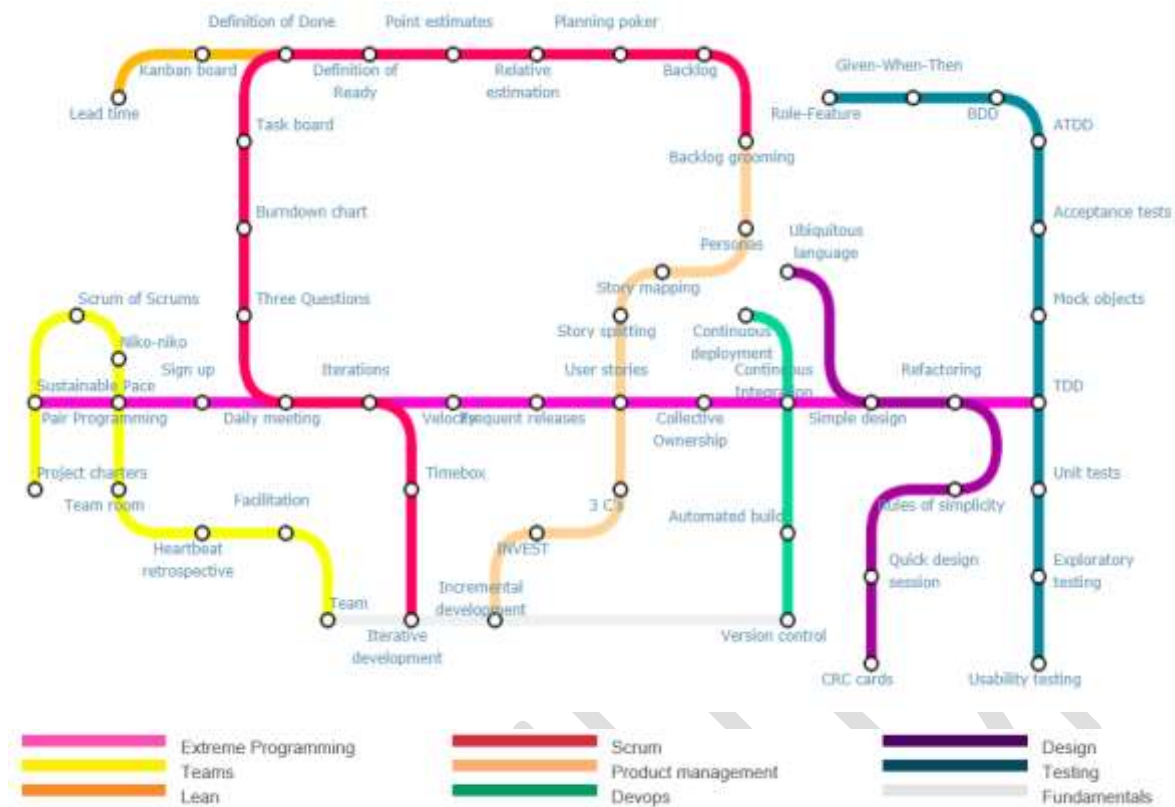 Definition of Done
Point estimates
Planning poker
Kanban board
Definition of
Ready
Relative
estimation
Backlog
Given-When-Then
Lead time
Role-Feature
BDD
Task board
ATDD
Backlog grooming
Burndown chart
Acceptance tests
Personas
Ubiquitous
language
Story mapping
Scrum of Scrums
Three Questions
Mock objects
Niko-niko
Story splitting
Continuous
deployment
Sign up
Iterations
User stories
Continuous
Integration
Refactoring
Sustainable Pace
TDD
Pair Programming
Daily meeting
Velocity
Frequent releases
Collective
Ownership
Simple design
Project charters
Timebox
Unit tests
Team room
Facilitation
3 C's
Rules of simplicity
Automated build
Heartbeat
retrospective
INVEST
Quick design
session
Exploratory
testing
Incremental
development
Team
Iterative
development
Version control
CRC cards
Usability testing
Extreme Programming
Scrum
Design
Teams
Product management
Testing
Lean
Devops
Fundamentals